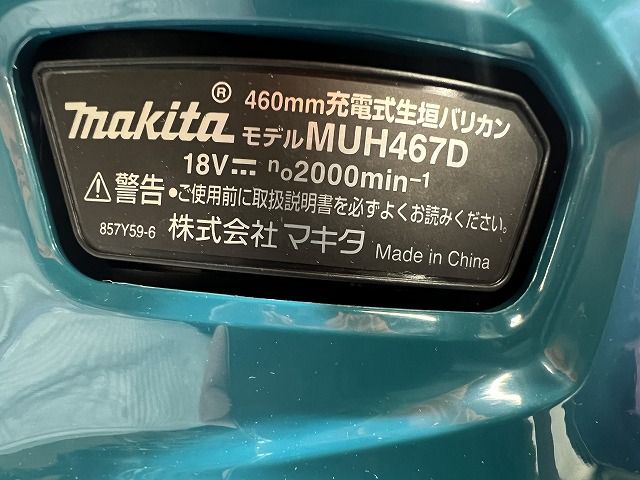 makita® 460mm充電式生垣バリカン
モデルMUH467D
18V⎓ n₀2000min⁻¹
⚠警告•ご使用前に取扱説明書を必ずよくお読みください。
857Y59-6 株式会社 マキタ Made in China